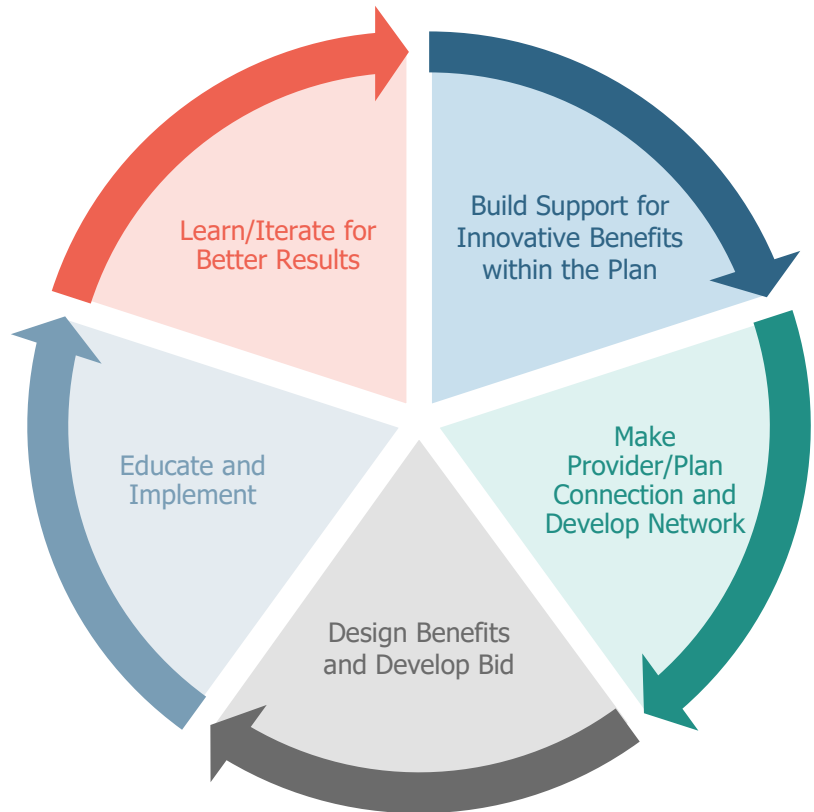 Build Support for
Innovative Benefits
within the Plan
Make
Provider/Plan
Connection and
Develop Network
Design Benefits
and Develop Bid
Educate and
Implement
Learn/Iterate for
Better Results